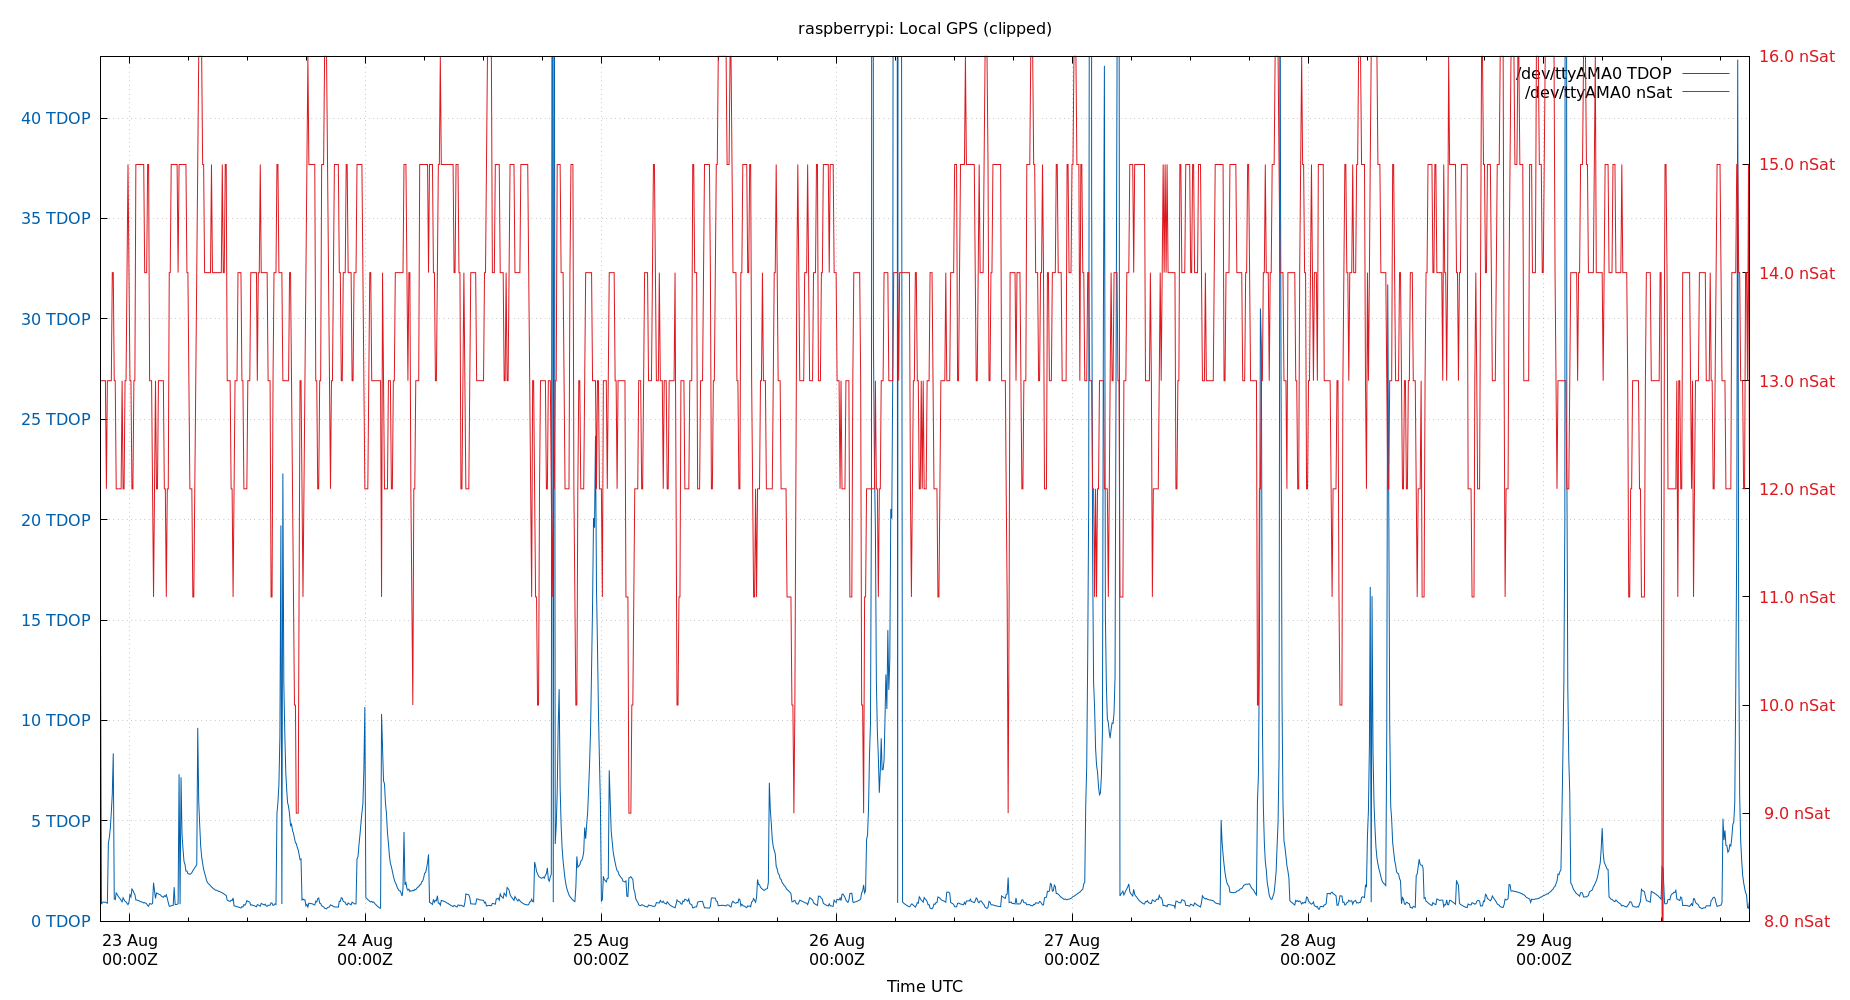 raspberrypi: Local GPS (clipped)
/dev/ttyAMA0 TDOP
/dev/ttyAMA0 nSat
40 TDOP
35 TDOP
30 TDOP
25 TDOP
20 TDOP
15 TDOP
10 TDOP
5 TDOP
0 TDOP
16.0 nSat
15.0 nSat
14.0 nSat
13.0 nSat
12.0 nSat
11.0 nSat
10.0 nSat
9.0 nSat
8.0 nSat
23 Aug
00:00Z
24 Aug
00:00Z
25 Aug
00:00Z
26 Aug
00:00Z
27 Aug
00:00Z
28 Aug
00:00Z
29 Aug
00:00Z
Time UTC